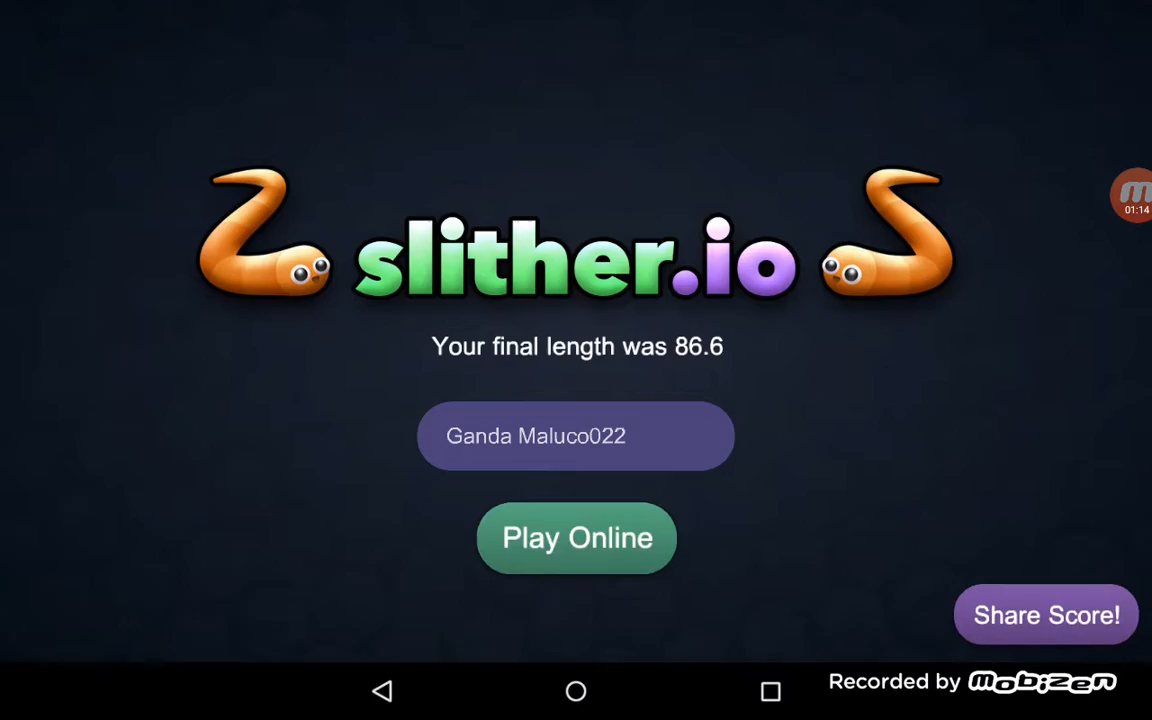 slither.io
Your final length was 86.6
Ganda Maluco022
Play Online
Share Score!
01:14
Recorded by mobizen